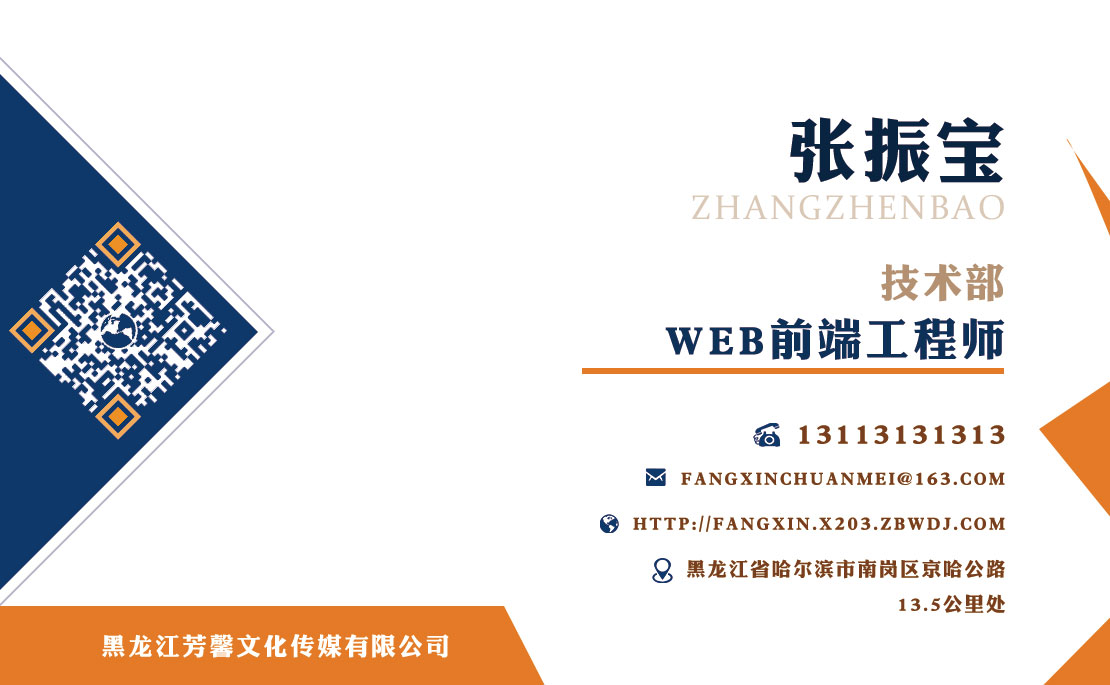 张振宝
ZHANGZHENBAO
技术部
WEB前端工程师
13113131313
FANGXINCHUANMEI@163.COM
HTTP://FANGXIN.X203.ZBWDJ.COM
黑龙江省哈尔滨市南岗区京哈公路
13.5公里处
黑龙江芳馨文化传媒有限公司